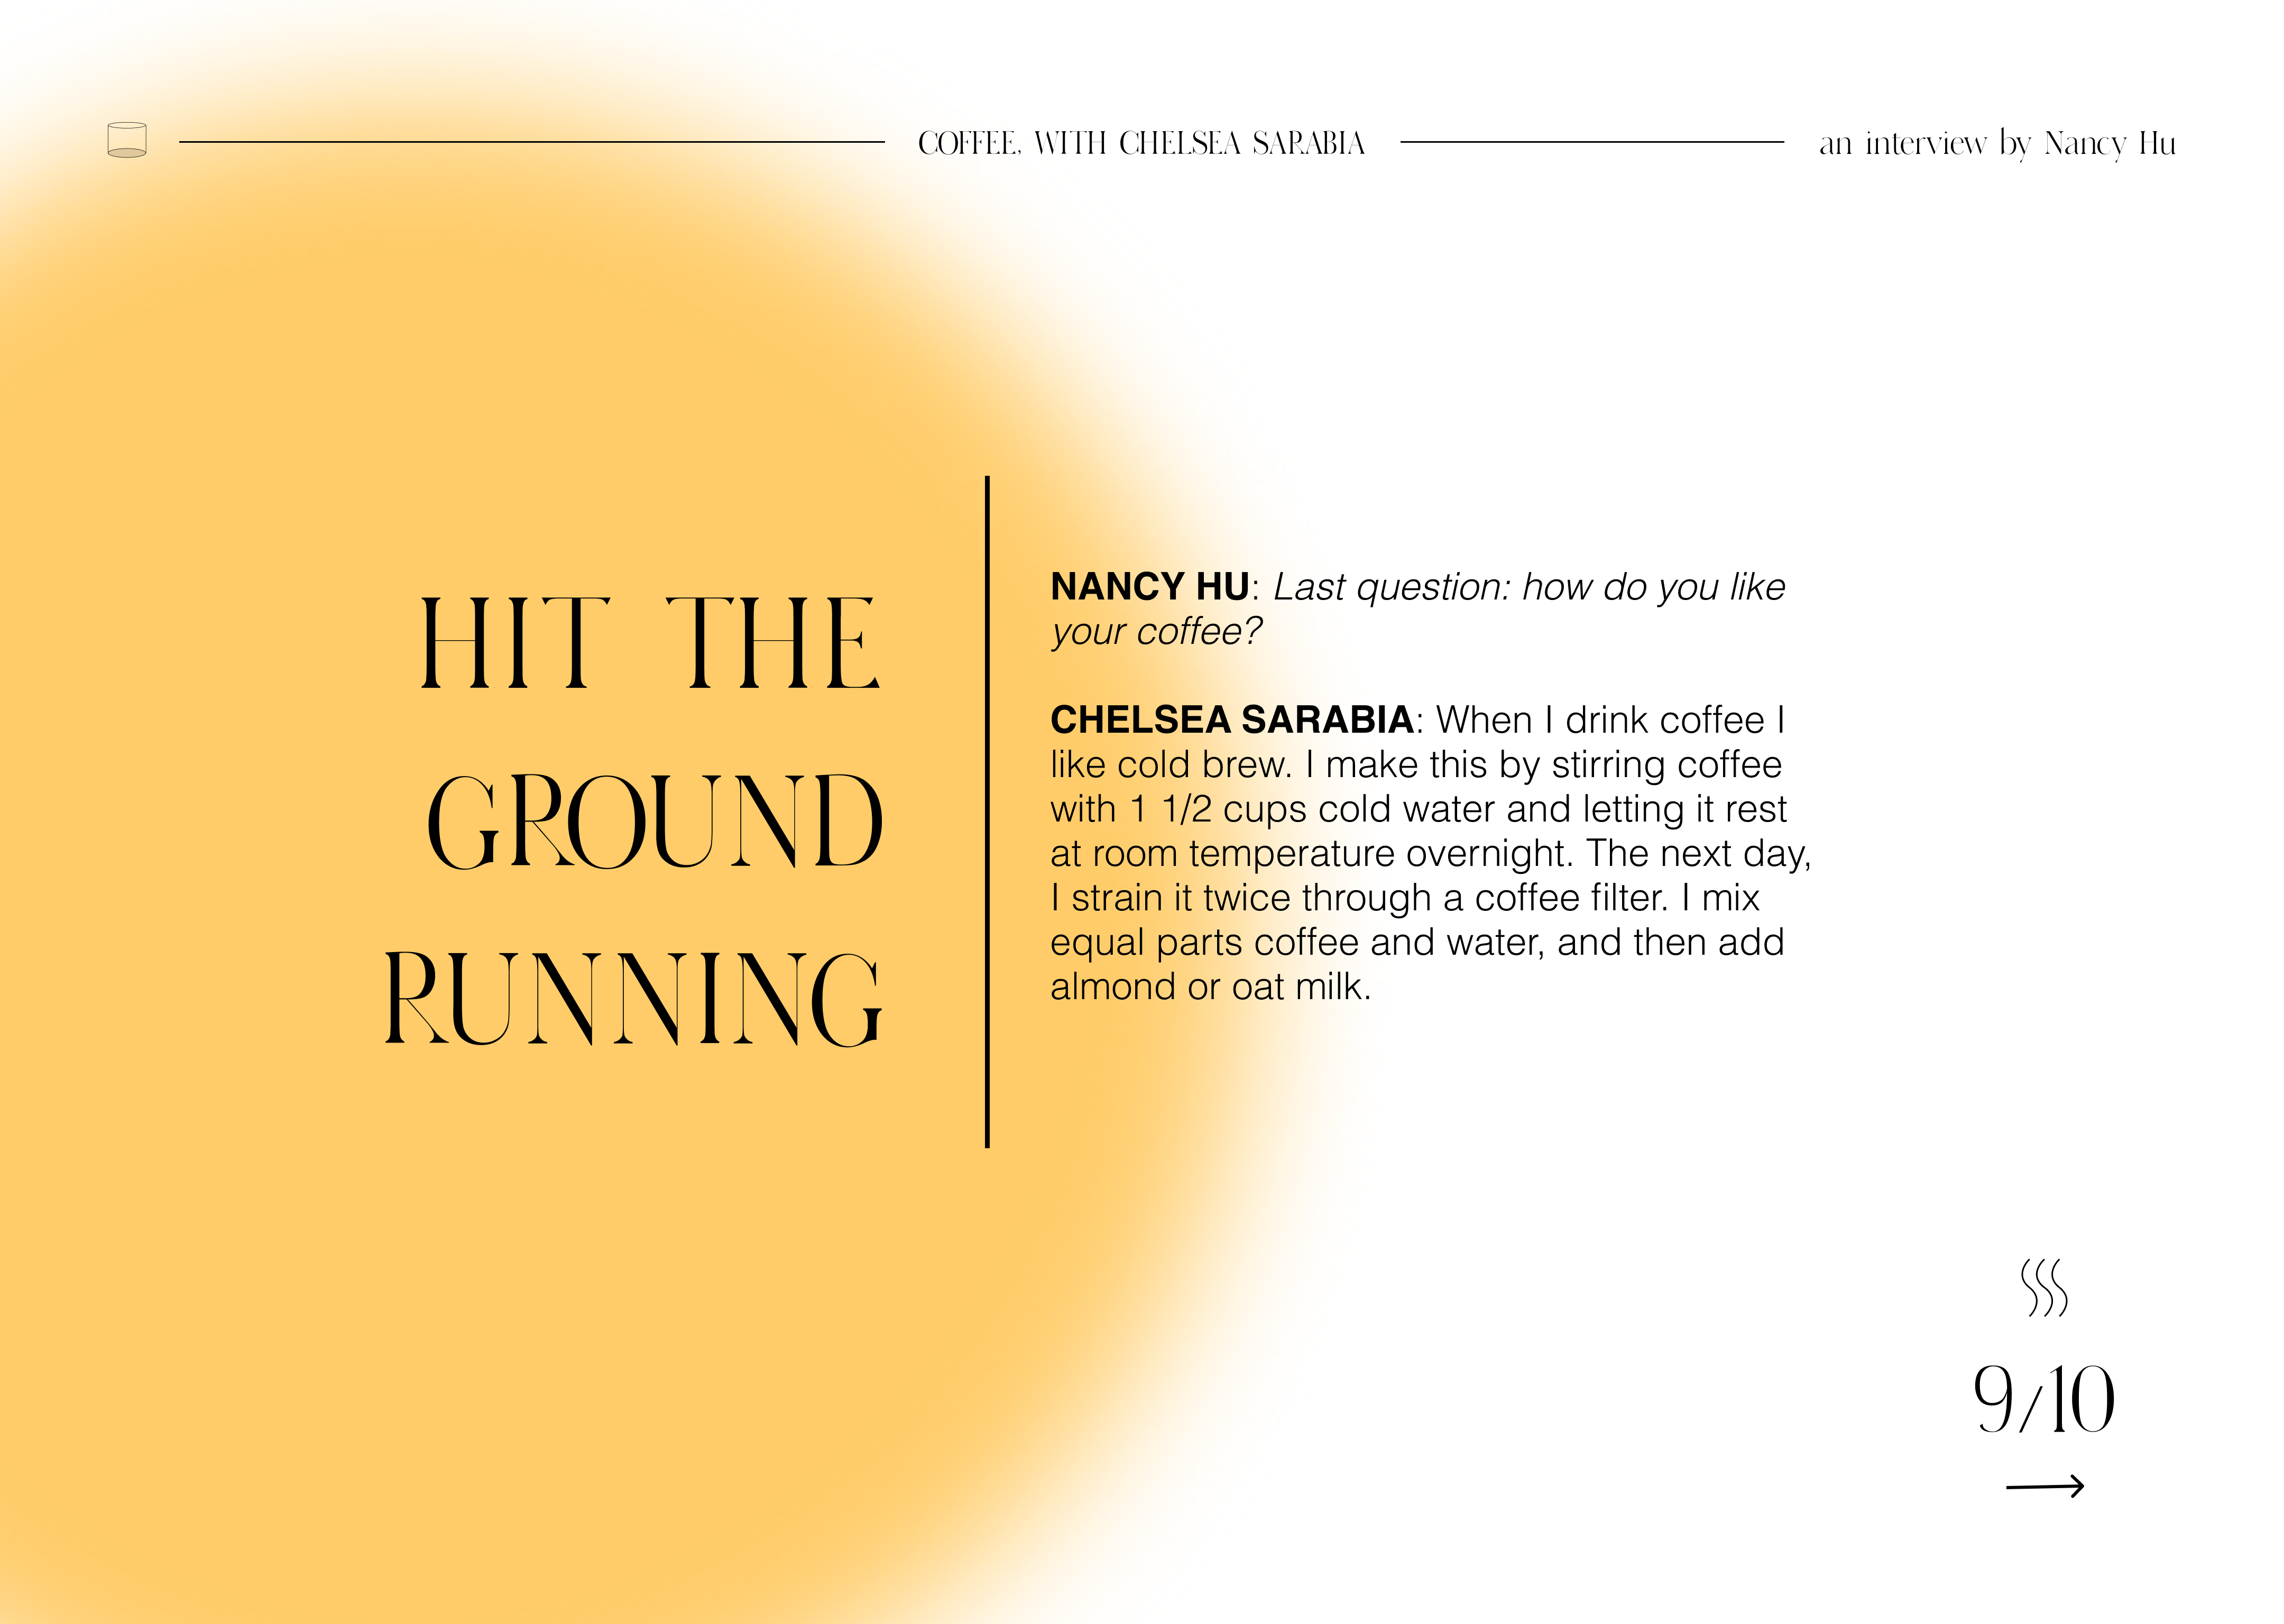 COFFEE, WITH CHELSEA SARABIA
an interview by Nancy Hu
HIT THE
GROUND
RUNNING
NANCY HU: Last question: how do you like
your coffee?
CHELSEA SARABIA: When I drink coffee I
like cold brew. I make this by stirring coffee
with 1 1/2 cups cold water and letting it rest
at room temperature overnight. The next day,
I strain it twice through a coffee filter. I mix
equal parts coffee and water, and then add
almond or oat milk.
9/10